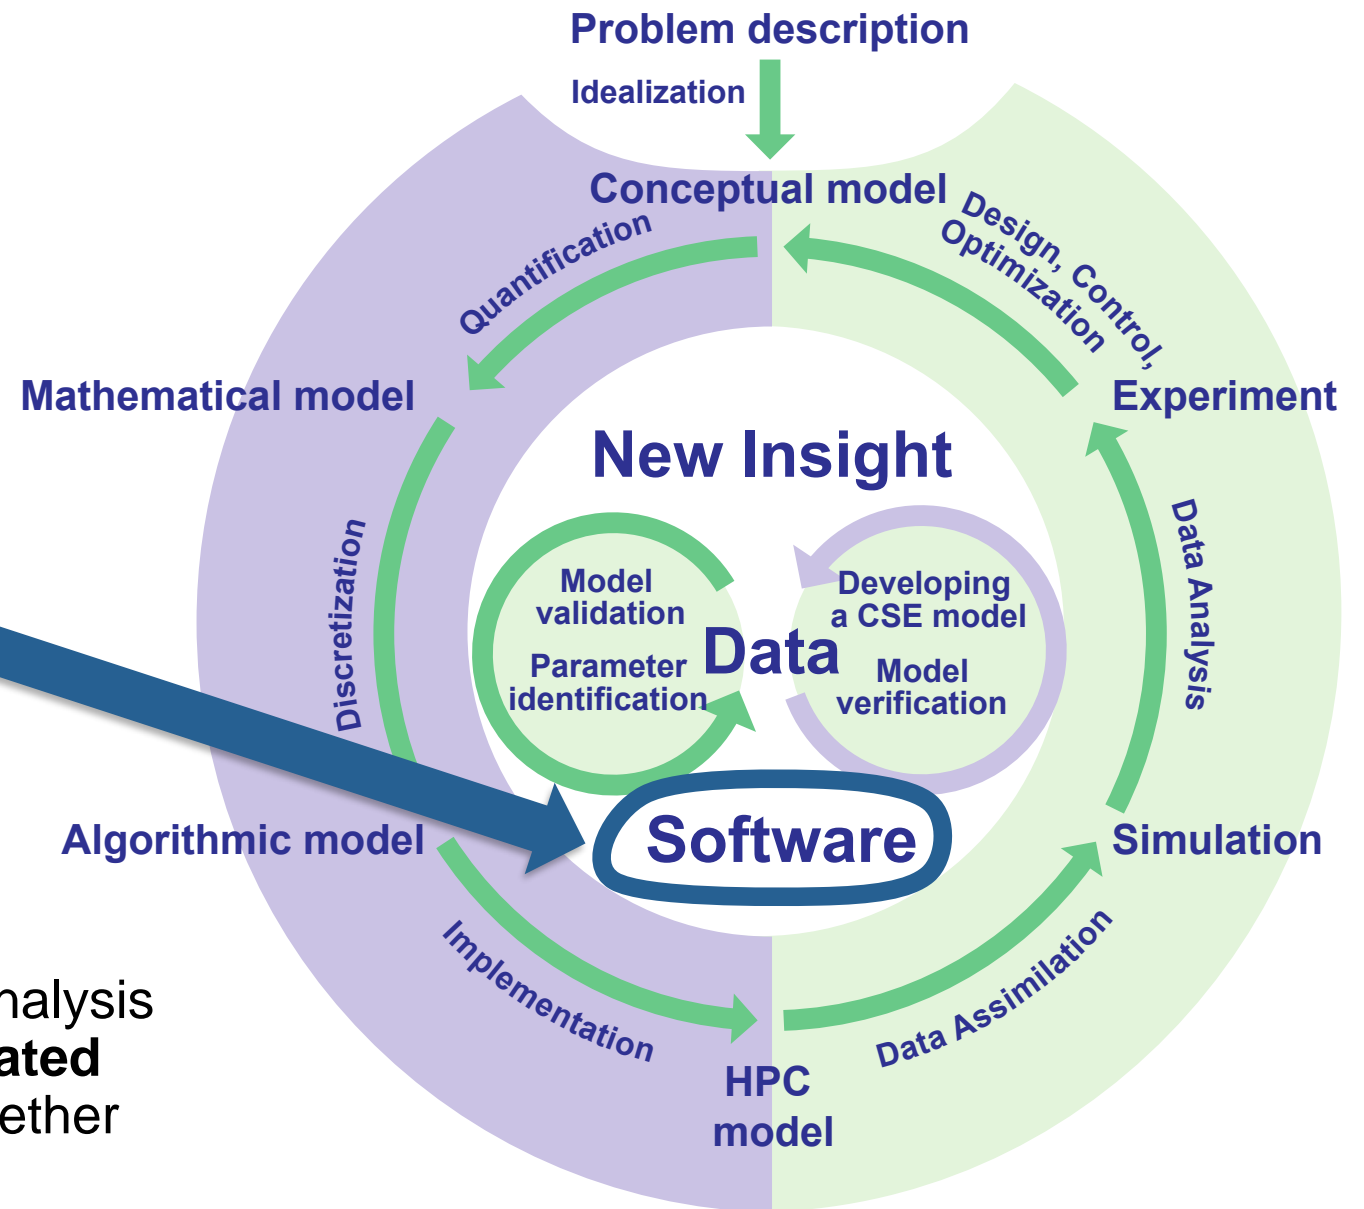 Problem description
Idealization
Conceptual model
Quantification
Design, Control,
Optimization
Mathematical model
Experiment
New Insight
Discretization
Model
validation
Parameter
identification
Data
Developing
a CSE model
Model
verification
Data Analysis
Algorithmic model
Software
Simulation
Implementation
Data Assimilation
HPC
model
nalysis
ated
ether